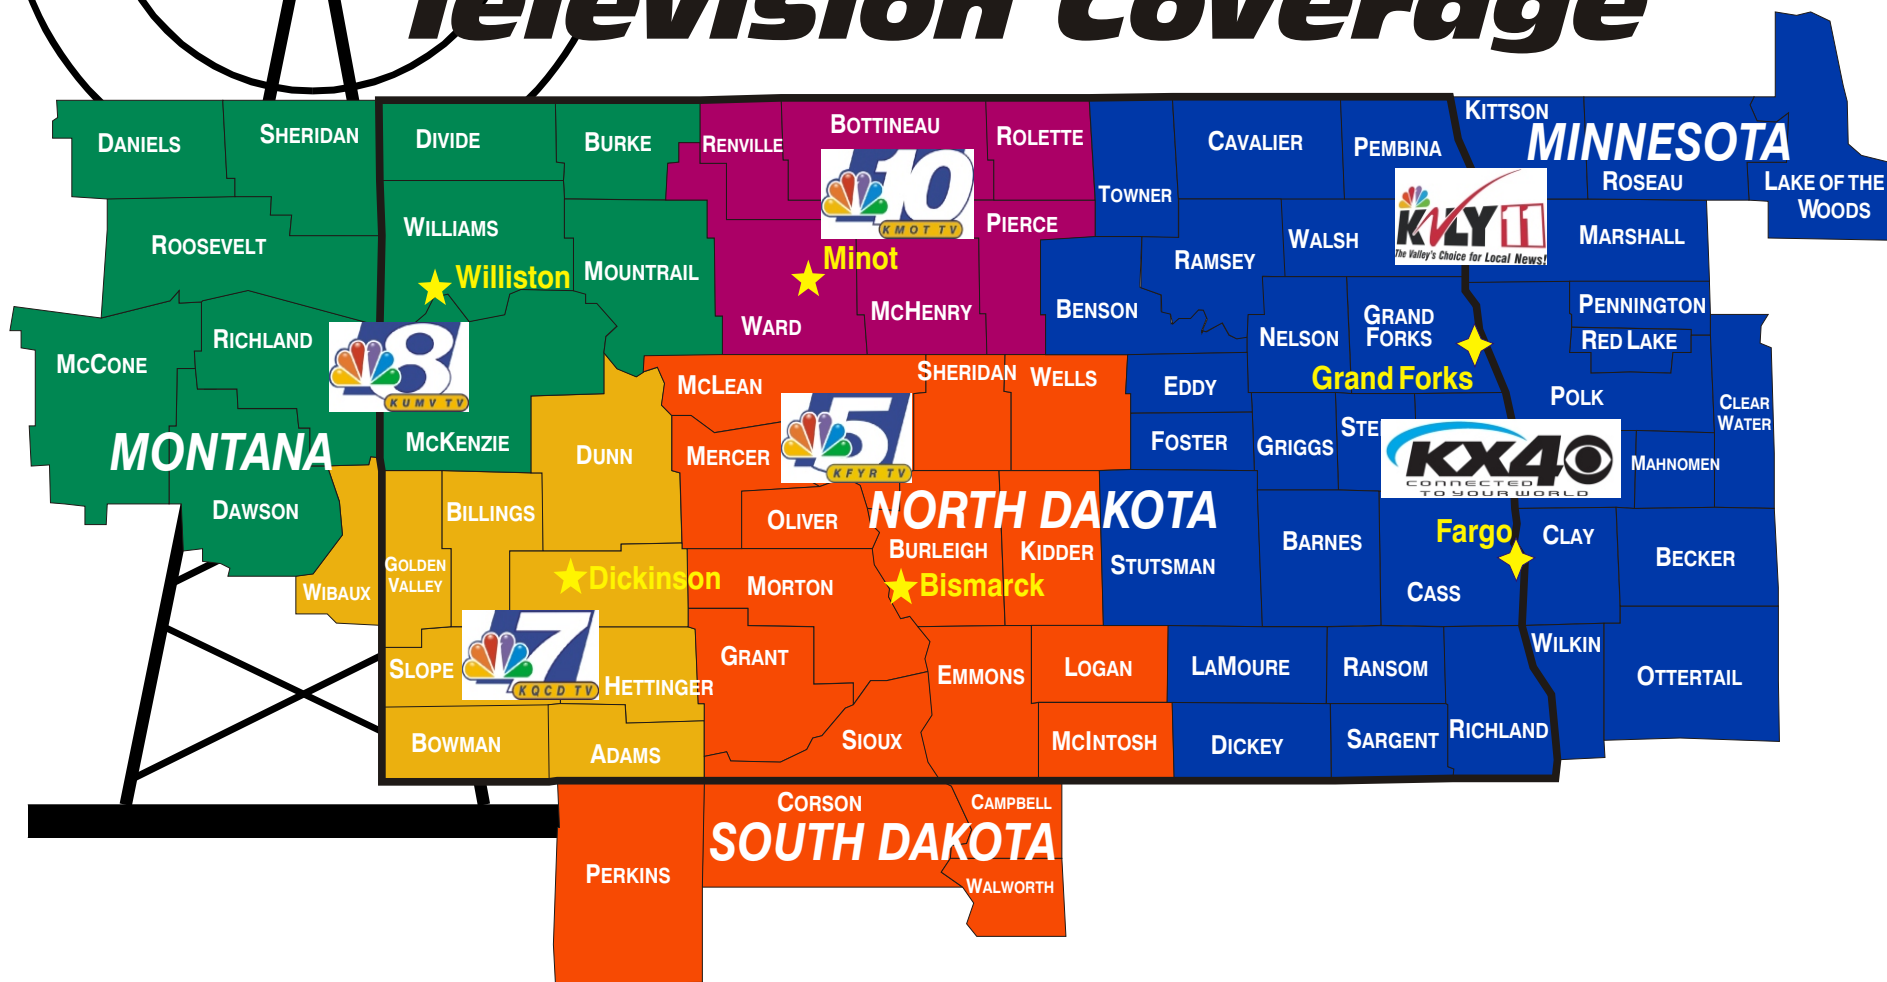 Television Coverage
DANIELS
SHERIDAN
DIVIDE
BURKE
RENVILLE
BOTTINEAU
ROLETTE
TOWNER
CAVALIER
PEMBINA
KITTSON
MINNESOTA
ROSEAU
LAKE OF THE
WOODS
10
KMOT TV
KVLY 11
The Valley's Choice for Local News!
ROOSEVELT
WILLIAMS
Williston
MOUNTRAIL
Minot
PIERCE
WARD
MCHENRY
BENSON
RAMSEY
WALSH
MARSHALL
PENNINGTON
RED LAKE
NELSON
GRAND
FORKS
Grand Forks
POLK
CLEAR
WATER
MCCONE
RICHLAND
8
KUMV TV
MCKENZIE
MONTANA
DAWSON
WIBAUX
DUNN
MCLEAN
MERCER
5
KFYR TV
SHERIDAN
WELLS
EDDY
FOSTER
GRIGGS
STE
KX4
CONNECTED
TO YOUR WORLD
MAHNOMEN
BILLINGS
GOLDEN
VALLEY
Dickinson
OLIVER
NORTH DAKOTA
BURLEIGH
KIDDER
STUTSMAN
BARNES
Fargo
CLAY
BECKER
CASS
MORTON
Bismarck
7
KQCD TV
SLOPE
HETTINGER
GRANT
EMMONS
LOGAN
LAMOURE
RANSOM
WILKIN
OTTERTAIL
BOWMAN
ADAMS
SIOUX
MCINTOSH
DICKEY
SARGENT
RICHLAND
CORSON
CAMPBELL
SOUTH DAKOTA
PERKINS
WALWORTH